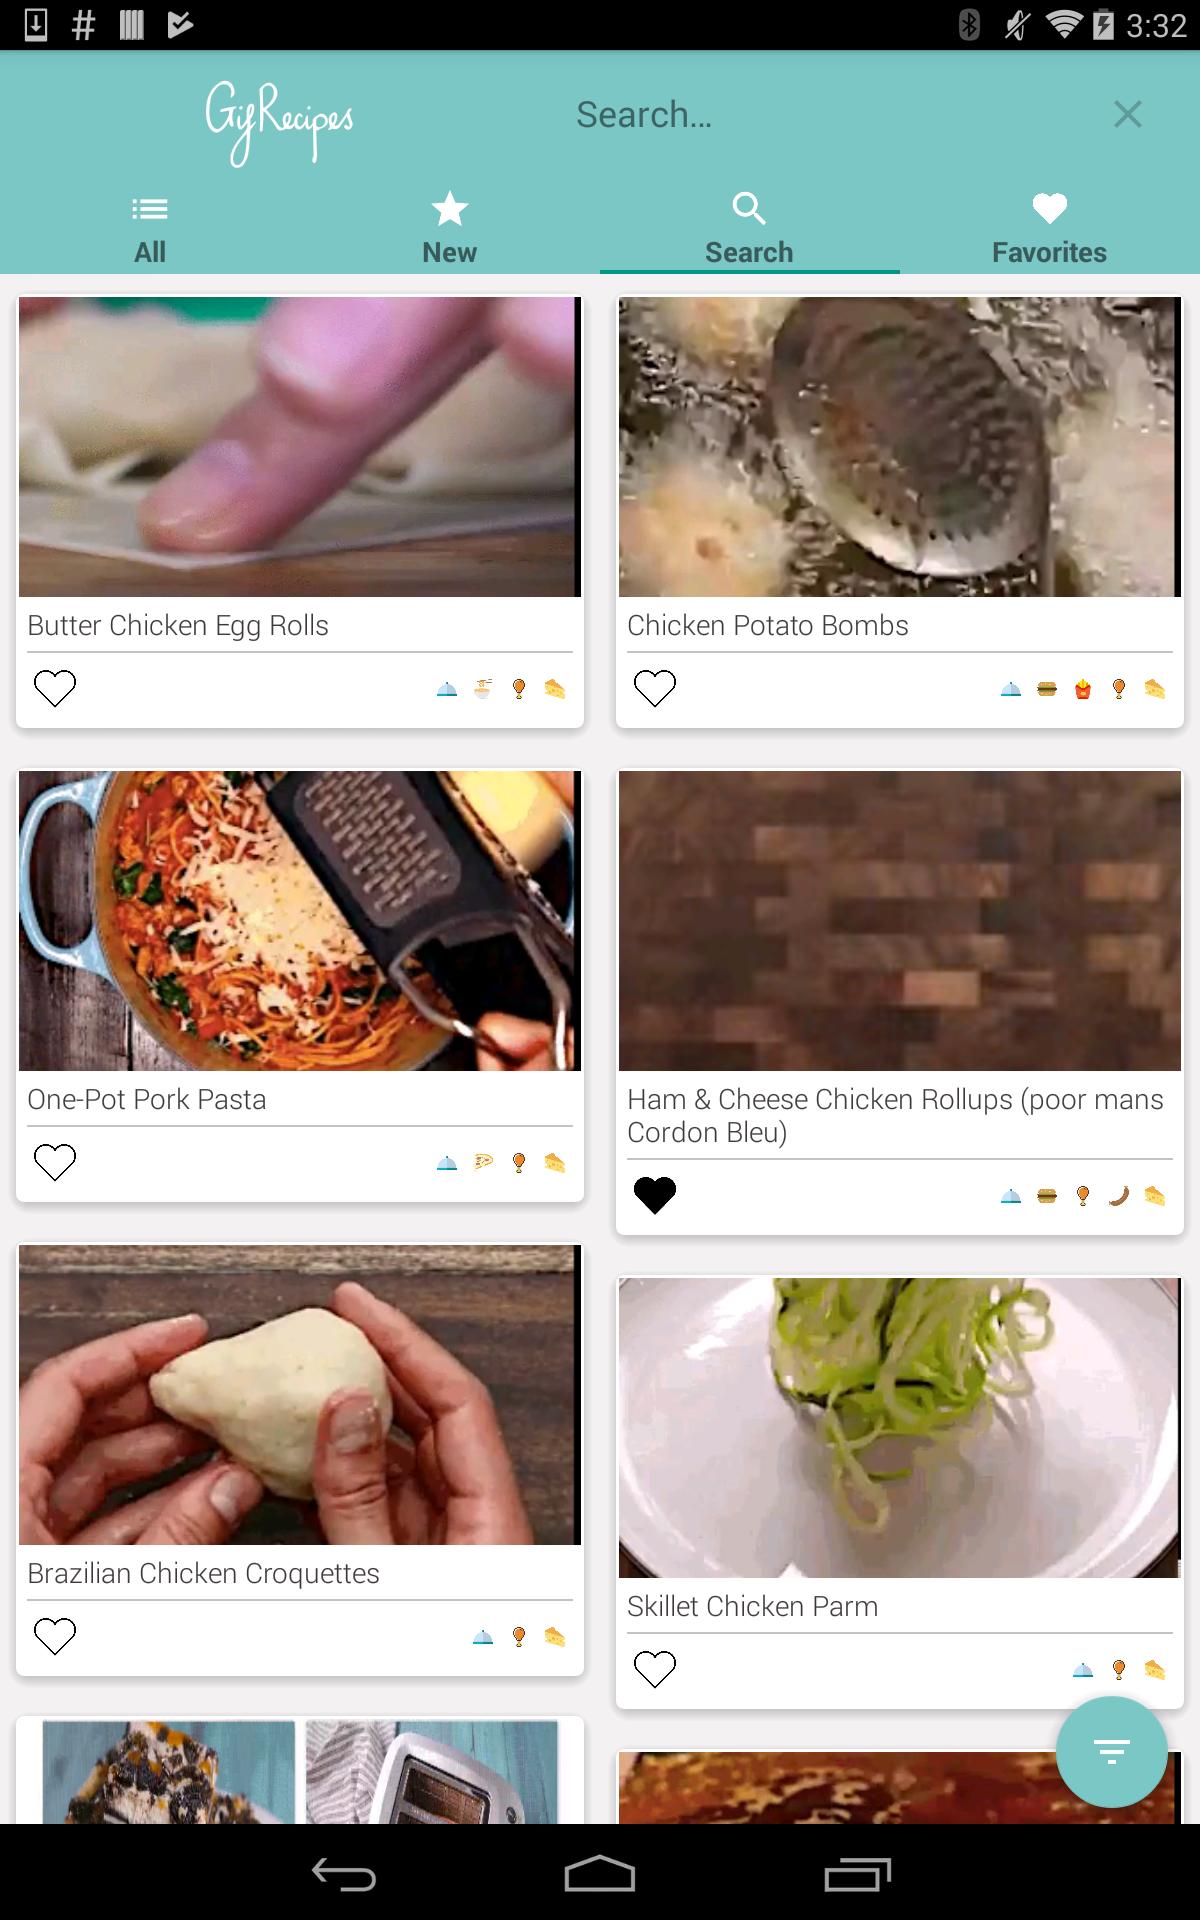 3:32
GifRecipes
Search...
All
New
Search
Favorites
Butter Chicken Egg Rolls
Chicken Potato Bombs
One-Pot Pork Pasta
Ham & Cheese Chicken Rollups (poor mans
Cordon Bleu)
Brazilian Chicken Croquettes
Skillet Chicken Parm